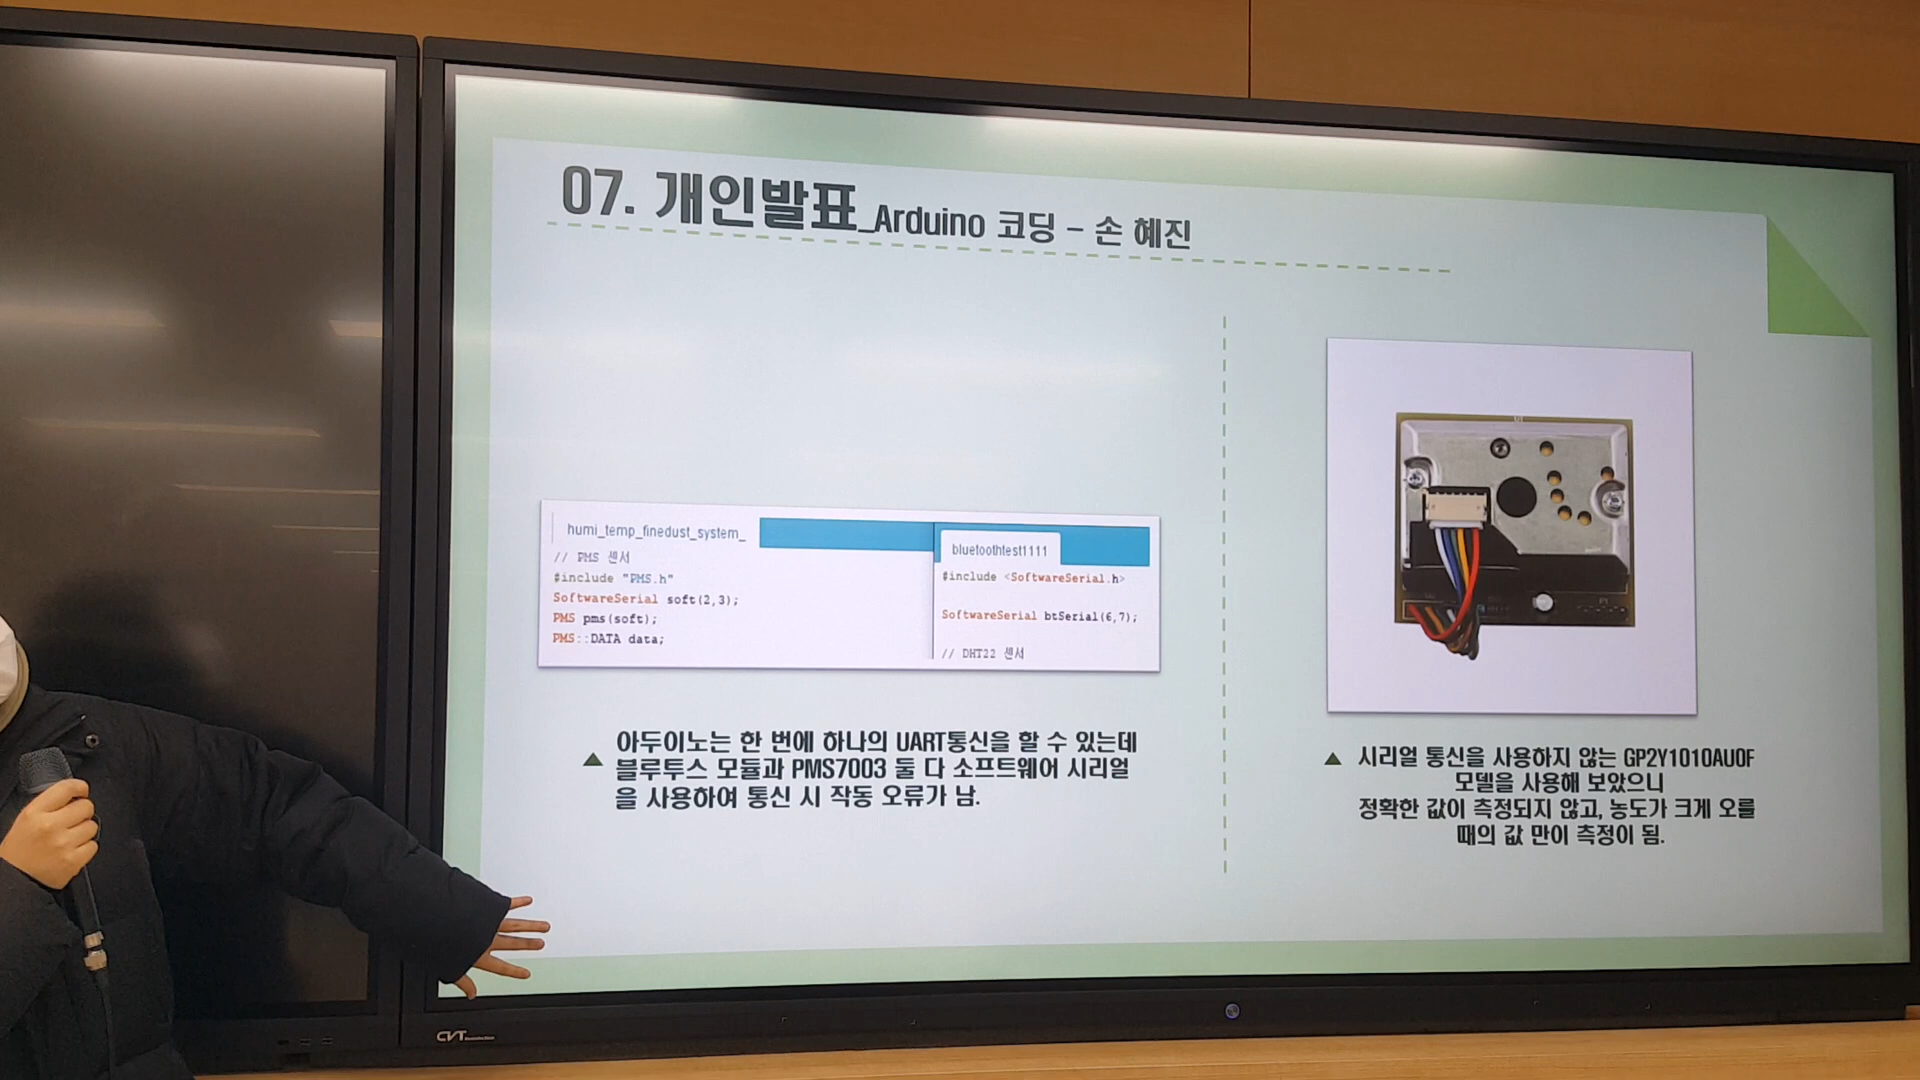 07. 개인발표_Arduino 코딩 - 손 혜진
humi_temp_finedust_system_
// PMS 센서
#include "PMS.h"
SoftwareSerial soft(2,3);
PMS pms(soft);
PMS::DATA data;
bluetoothtest1111
#include <SoftwareSerial.h>
SoftwareSerial btSerial(6,7);
// DHT22 센서
아두이노는 한 번에 하나의 UART통신을 할 수 있는데
블루투스 모듈과 PMS7003 둘 다 소프트웨어 시리얼
을 사용하여 통신 시 작동 오류가 남.
시리얼 통신을 사용하지 않는 GP2Y1010AU0F
모델을 사용해 보았으니
정확한 값이 측정되지 않고, 농도가 크게 오를
때의 값 만이 측정이 됨.
CVT